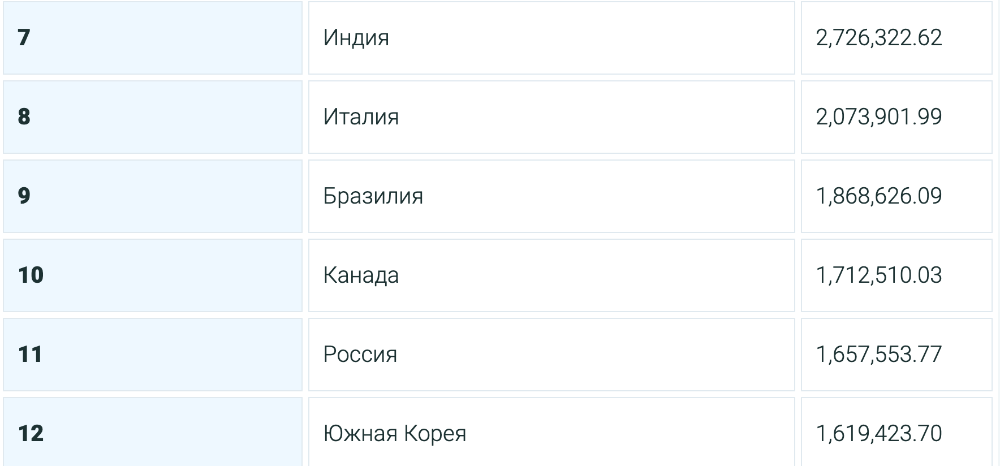 7 Индия 2,726,322.62
8 Италия 2,073,901.99
9 Бразилия 1,868,626.09
10 Канада 1,712,510.03
11 Россия 1,657,553.77
12 Южная Корея 1,619,423.70